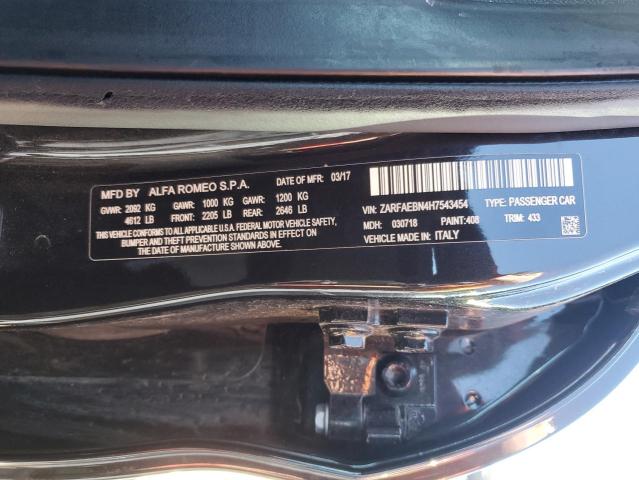 MFD BY ALFA ROMEO S.P.A. DATE OF MFR: 03/17
GVWR: 2092 KG GAWR: 1000 KG GAWR: 1200 KG
4612 LB FRONT: 2205 LB REAR: 2646 LB
THIS VEHICLE CONFORMS TO ALL APPLICABLE U.S.A. FEDERAL MOTOR VEHICLE SAFETY,
BUMPER AND THEFT PREVENTION STANDARDS IN EFFECT ON
THE DATE OF MANUFACTURE SHOWN ABOVE.
VIN: ZARFAEBN4H7543454 TYPE: PASSENGER CAR
MDH: 030718 PAINT: 408 TRIM: 433
VEHICLE MADE IN: ITALY